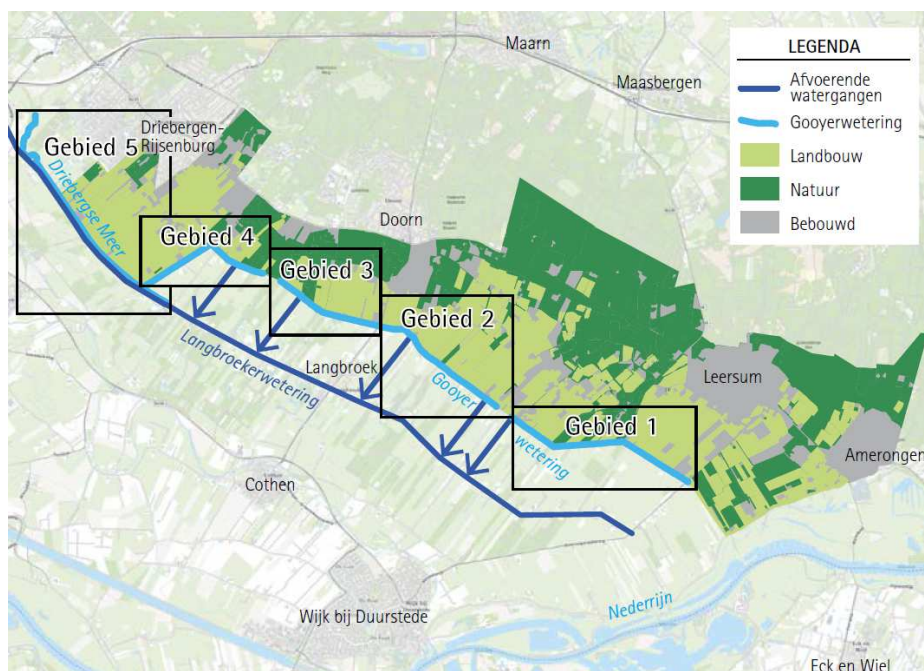 Maarn
Maasbergen
LEGENDA
Afvoerende
watergangen
Gooyerwetering
Landbouw
Natuur
Bebouwd
Gebied 5
Driebergen-
Rijsenburg
Driebergse Meer
Doorn
Gebied 4
Gebied 3
Gebied 2
Langbroekerwetering
Langbroek
Gooyer
wetering
Gebied 1
Leersum
Amerongen
Cothen
Wijk bij Duurstede
Nederrijn
Eck en Wiel